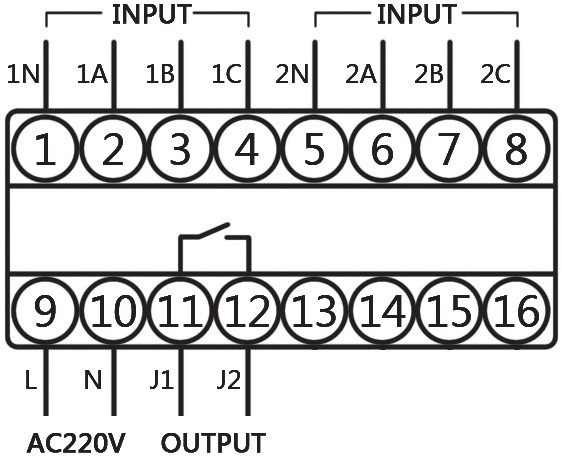 INPUT INPUT
1N 1A 1B 1C 2N 2A 2B 2C
1 2 3 4 5 6 7 8
9 10 11 12 13 14 15 16
L N J1 J2
AC220V OUTPUT